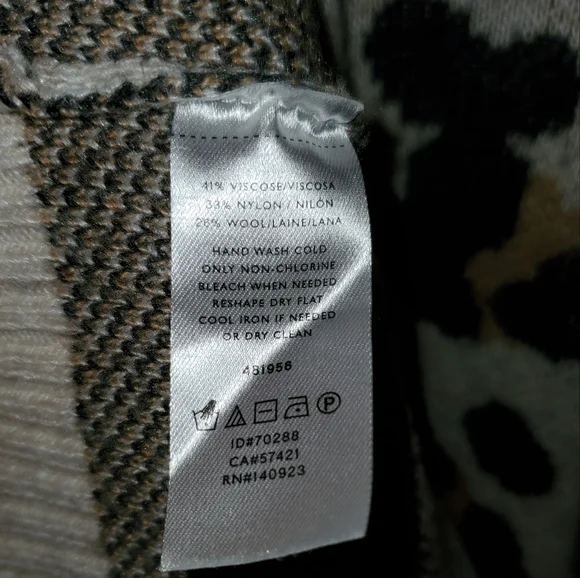 41% VISCOSE/VISCOSA
33% NYLON / NILÓN
26% WOOL/LAINE/LANA
HAND WASH COLD
ONLY NON-CHLORINE
BLEACH WHEN NEEDED
RESHAPE DRY FLAT
COOL IRON IF NEEDED
OR DRY CLEAN
481956
P
ID#70288
CA#57421
RN#140923